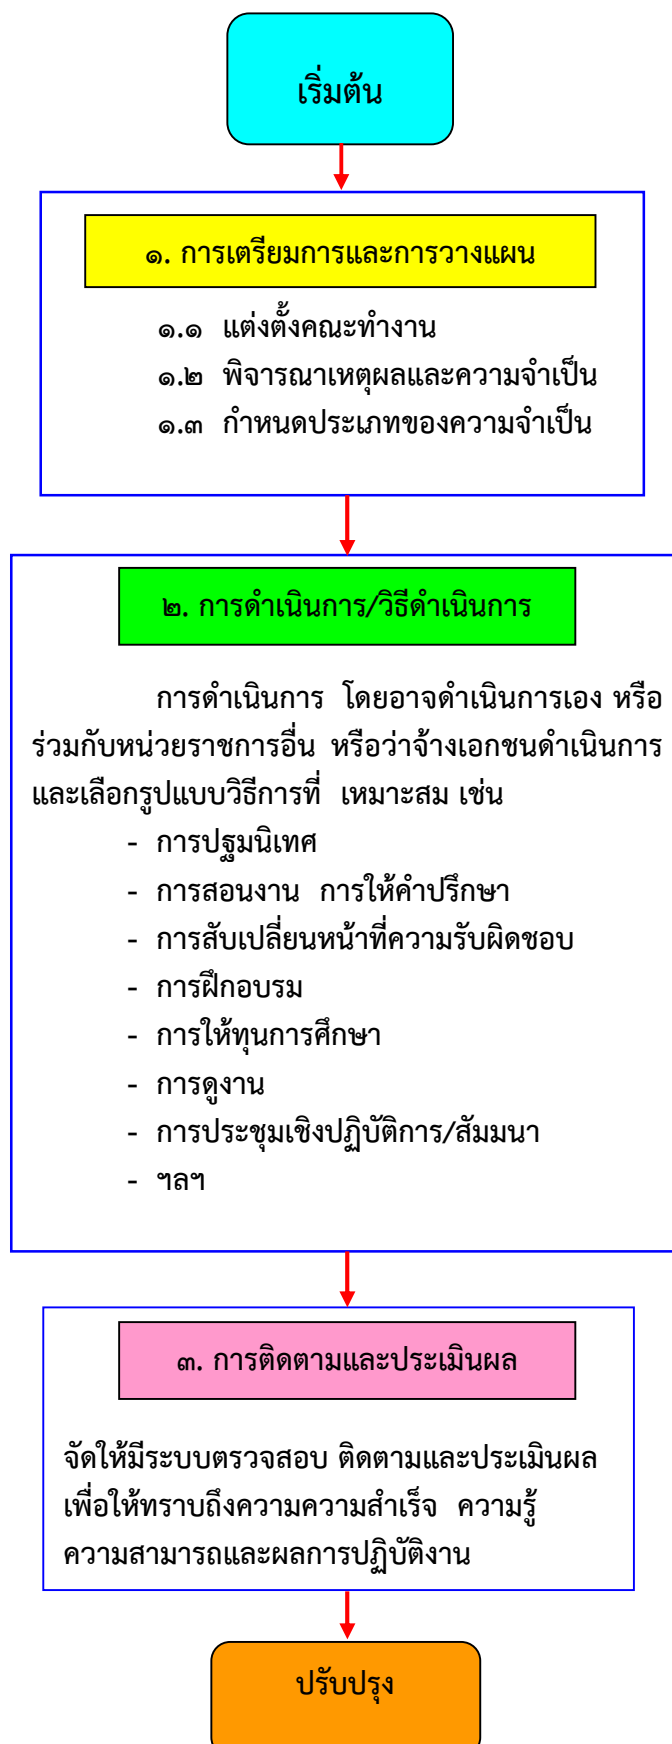 เริ่มต้น
๑. การเตรียมการและการวางแผน
๑.๑ แต่งตั้งคณะทำงาน
๑.๒ พิจารณาเหตุผลและความจำเป็น
๑.๓ กำหนดประเภทของความจำเป็น
๒. การดำเนินการ/วิธีดำเนินการ
การดำเนินการ โดยอาจดำเนินการเอง หรือ
ร่วมกับหน่วยราชการอื่น หรือว่าจ้างเอกชนดำเนินการ
และเลือกรูปแบบวิธีการที่ เหมาะสม เช่น
- การปฐมนิเทศ
- การสอนงาน การให้คำปรึกษา
- การสับเปลี่ยนหน้าที่ความรับผิดชอบ
- การฝึกอบรม
- การให้ทุนการศึกษา
- การดูงาน
- การประชุมเชิงปฏิบัติการ/สัมมนา
- ฯลฯ
๓. การติดตามและประเมินผล
จัดให้มีระบบตรวจสอบ ติดตามและประเมินผล
เพื่อให้ทราบถึงความความสำเร็จ ความรู้
ความสามารถและผลการปฏิบัติงาน
ปรับปรุง